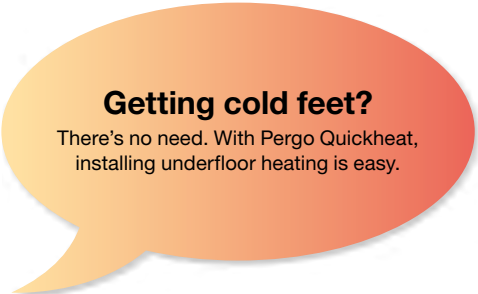 Getting cold feet?
There’s no need. With Pergo Quickheat,
installing underfloor heating is easy.